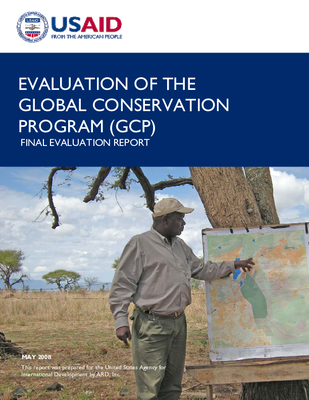 USAID
FROM THE AMERICAN PEOPLE
EVALUATION OF THE
GLOBAL CONSERVATION
PROGRAM (GCP)
FINAL EVALUATION REPORT
MAY 2008
This report was prepared for the United States Agency for
International Development by ARD, Inc.